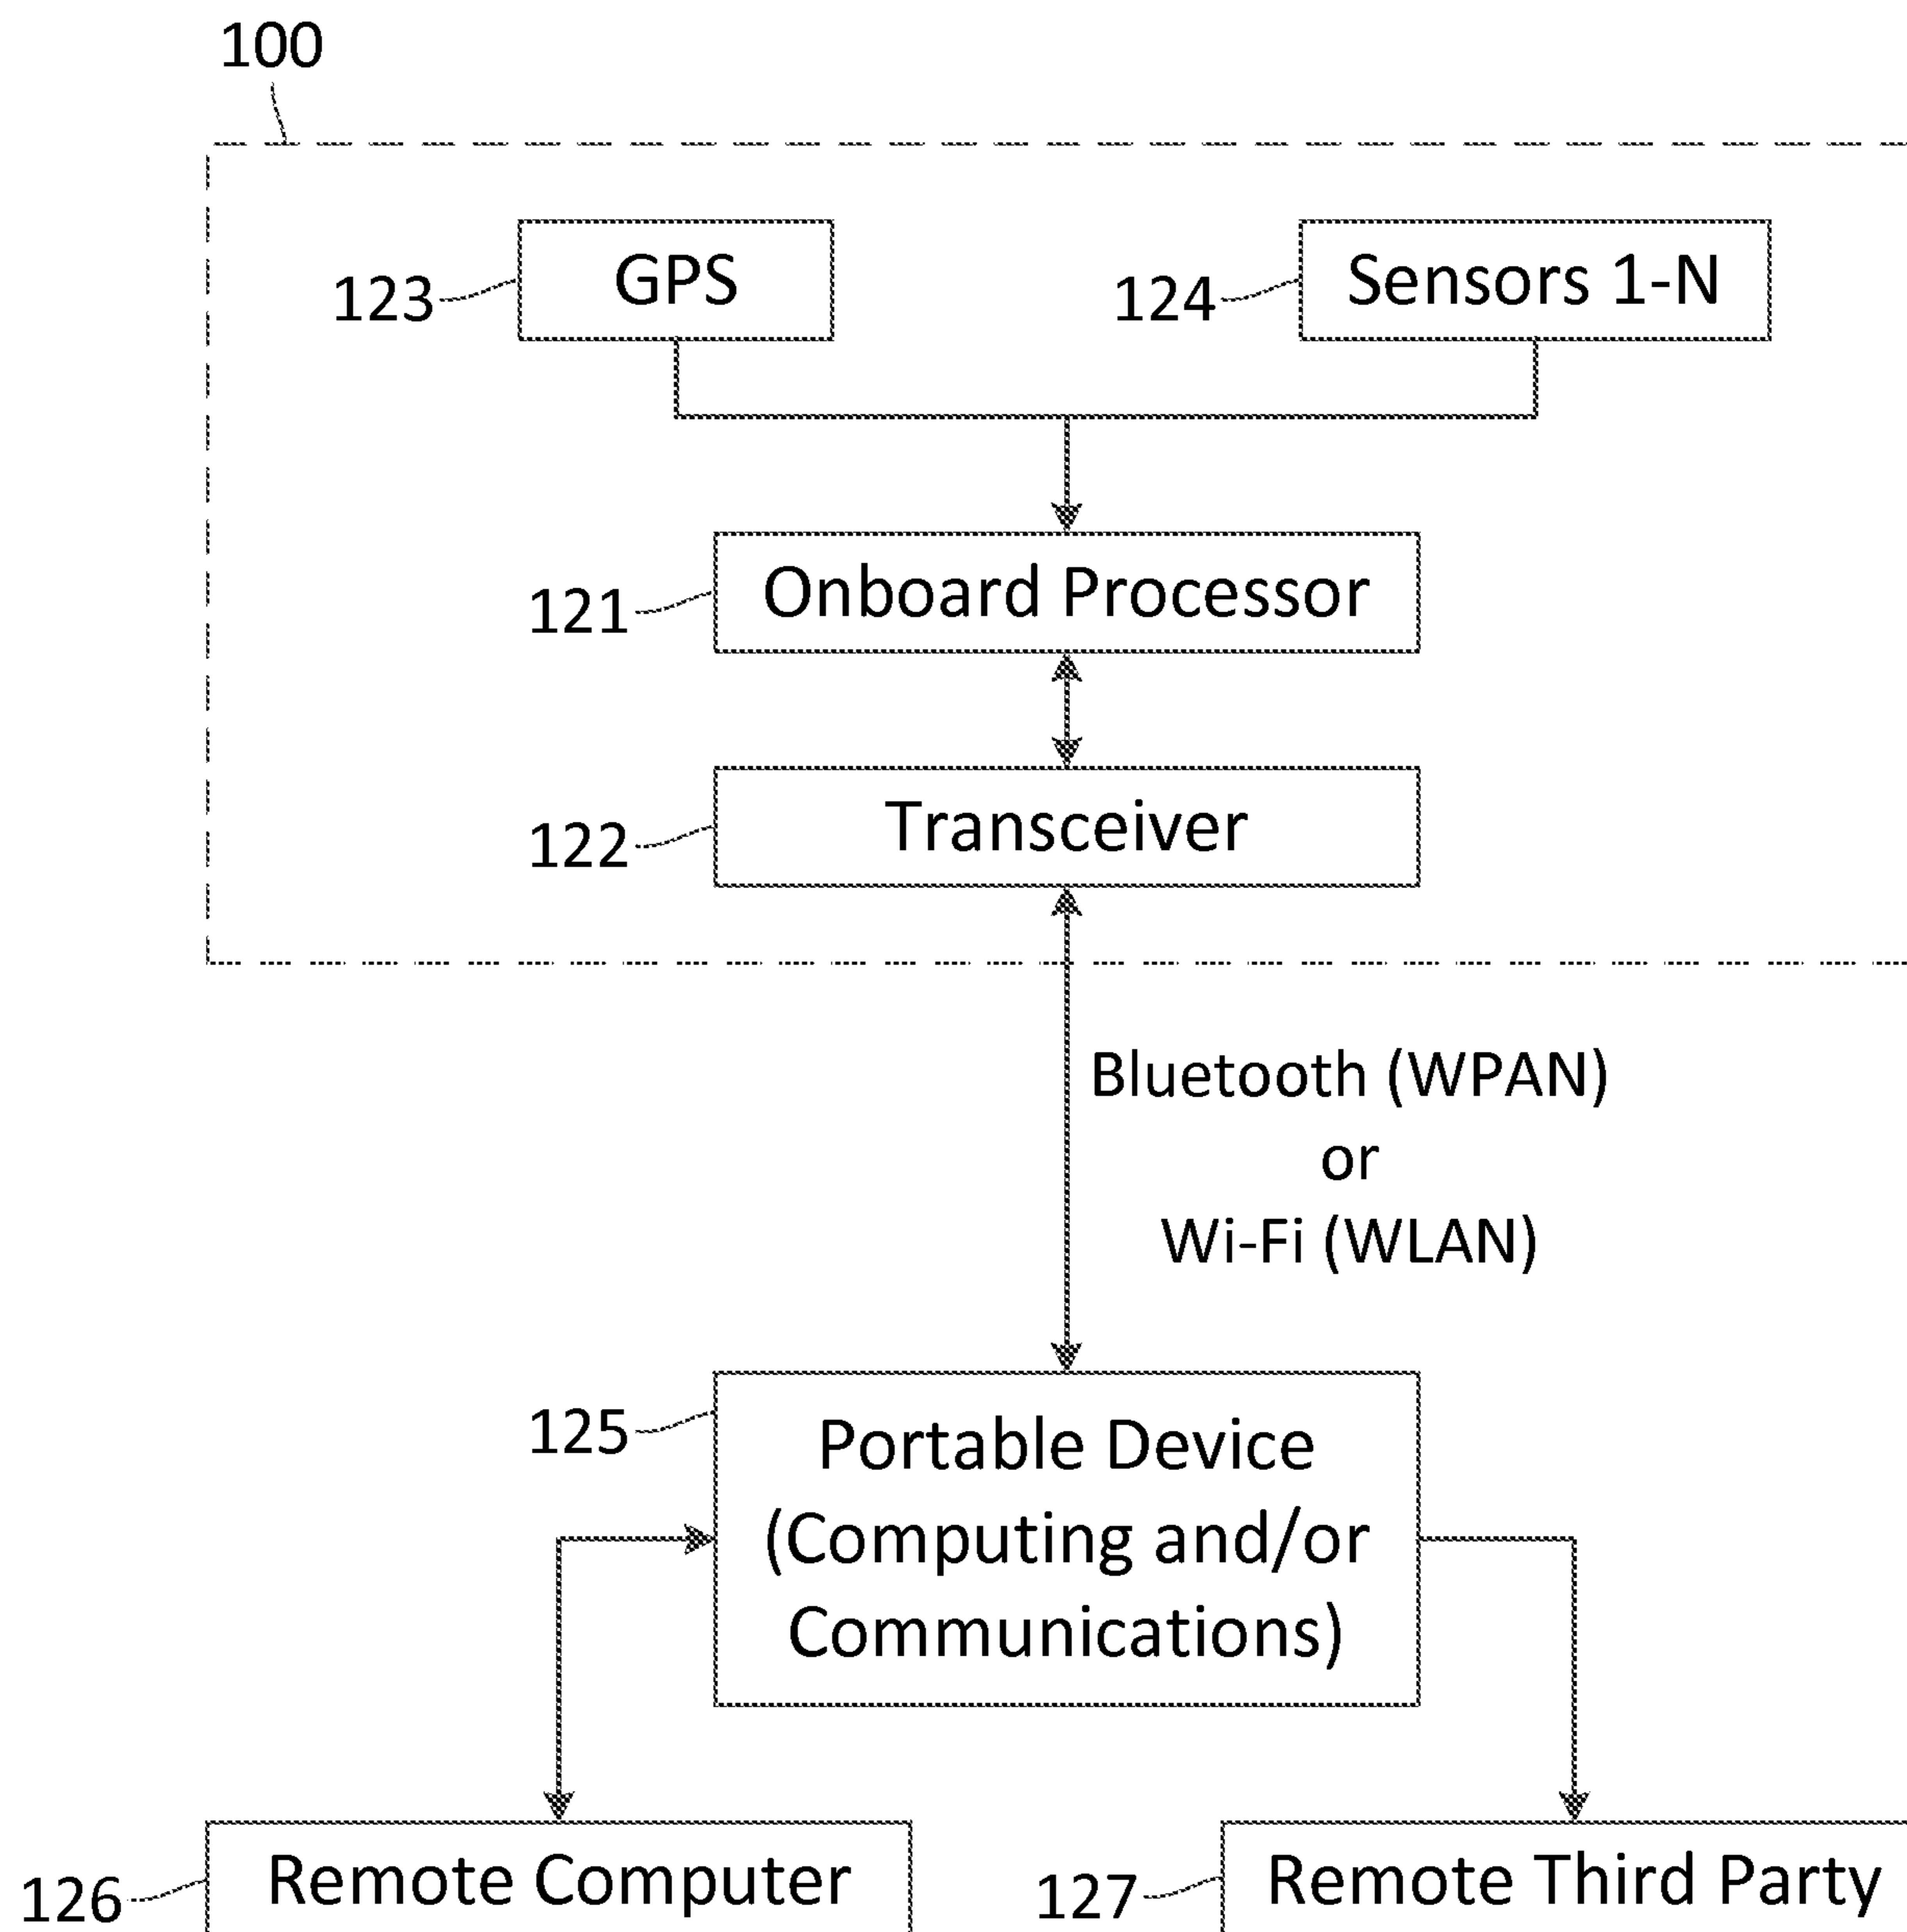 100
123
GPS
124
Sensors 1-N
121
Onboard Processor
122
Transceiver
Bluetooth (WPAN)
or
Wi-Fi (WLAN)
125
Portable Device
(Computing and/or
Communications)
126
Remote Computer
127
Remote Third Party